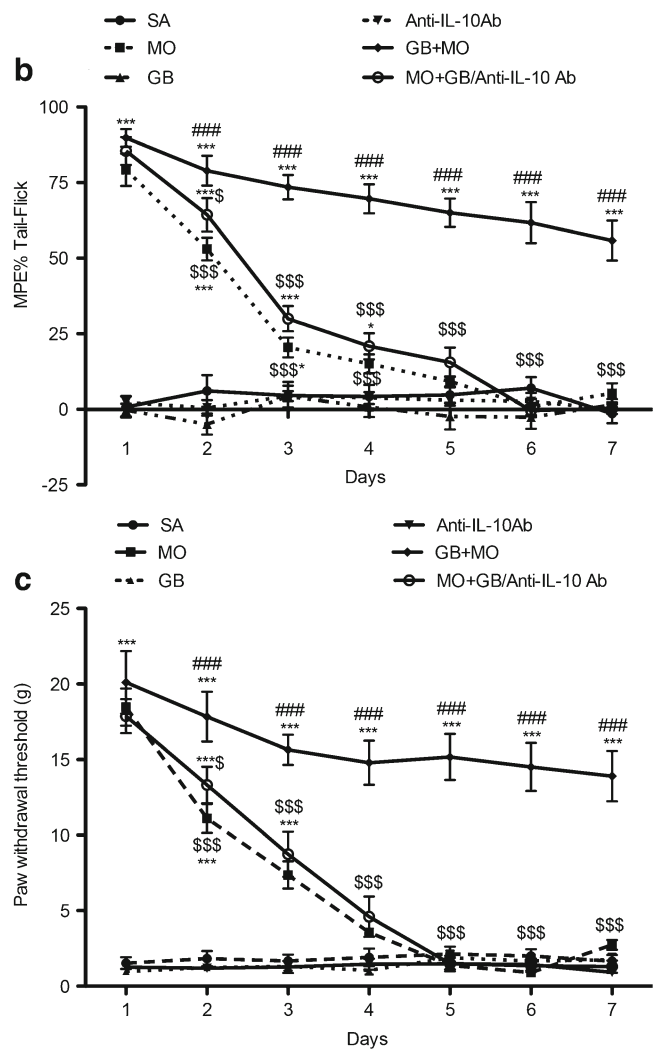 SA Anti-IL-10Ab
b
MO GB+MO
GB MO+GB/Anti-IL-10 Ab
100
75
50
25
0
-25
MPE% Tail-Flick
*** ### ### ### ### ### ###
*** *** *** *** *** ***
***$
$$$
***
$$$
***
$$$
*
$$$ $$$ $$$
$$$* $$$
1 2 3 4 5 6 7
Days
SA Anti-IL-10Ab
MO GB+MO
c
GB MO+GB/Anti-IL-10 Ab
25
20
15
10
5
0
Paw withdrawal threshold (g)
*** ### ### ### ### ### ###
*** *** *** *** *** ***
***$
$$$
***
$$$
***
$$$ $$$ $$$ $$$
1 2 3 4 5 6 7
Days